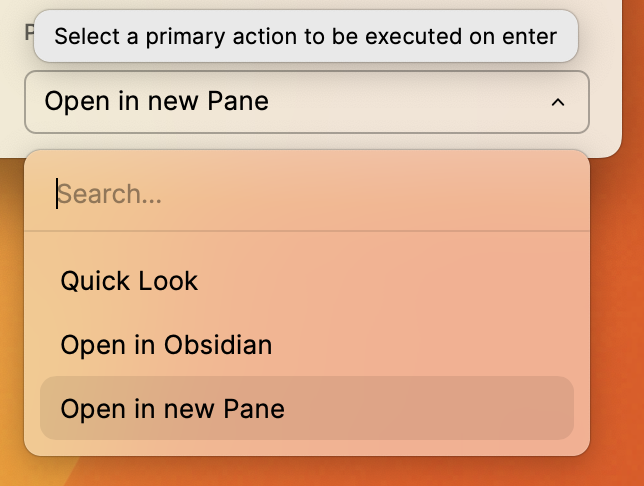 Select a primary action to be executed on enter
Open in new Pane
Search...
Quick Look
Open in Obsidian
Open in new Pane